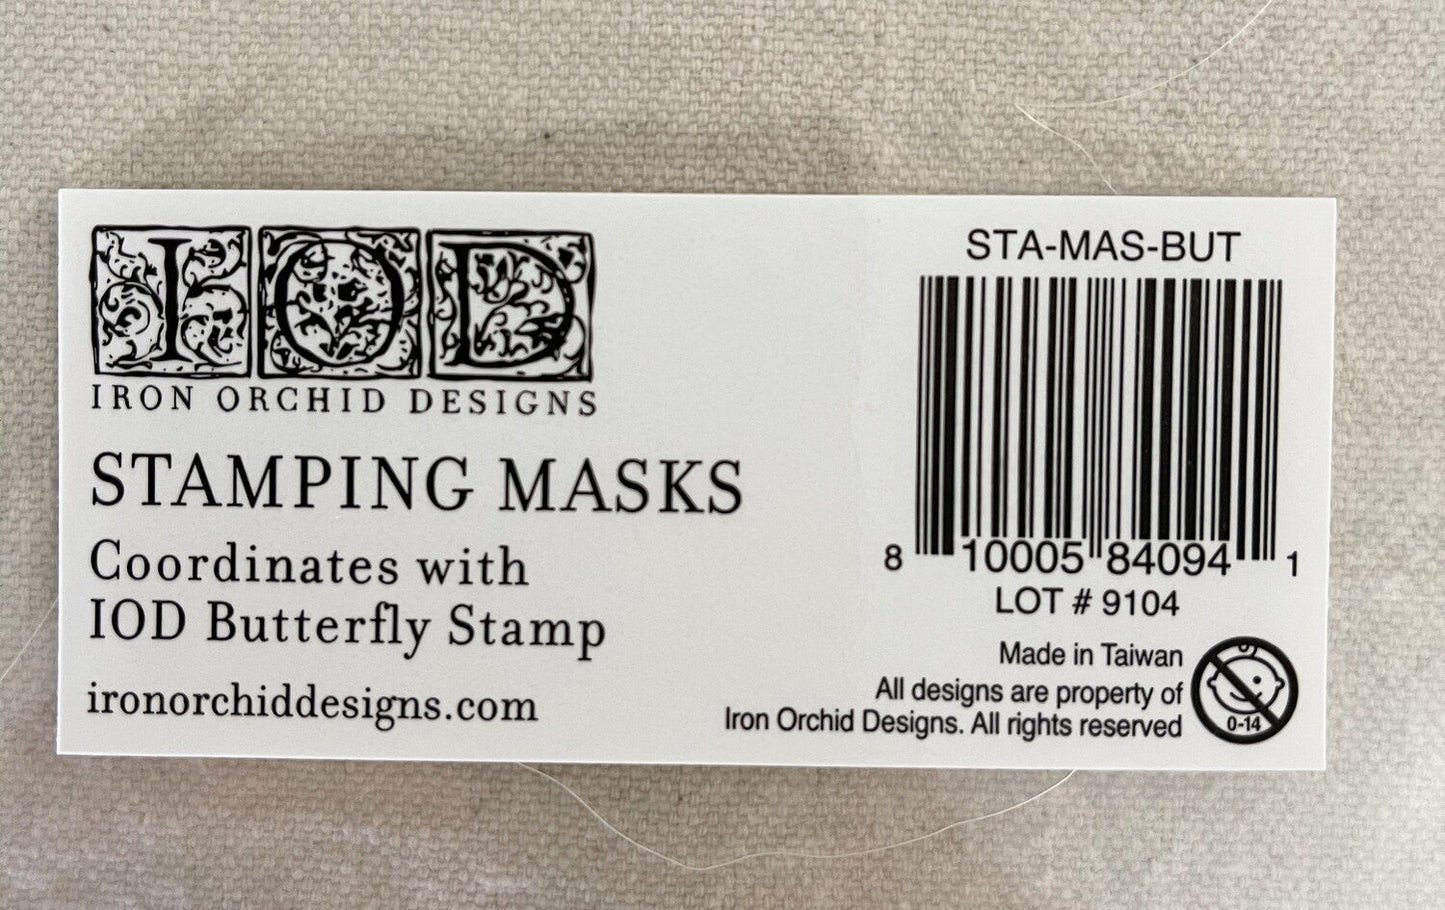 IOD
IRON ORCHID DESIGNS
STAMPING MASKS
Coordinates with
IOD Butterfly Stamp
ironorchiddesigns.com
STA-MAS-BUT
8 10005 84094 1
LOT # 9104
Made in Taiwan
All designs are property of
Iron Orchid Designs. All rights reserved
0-14